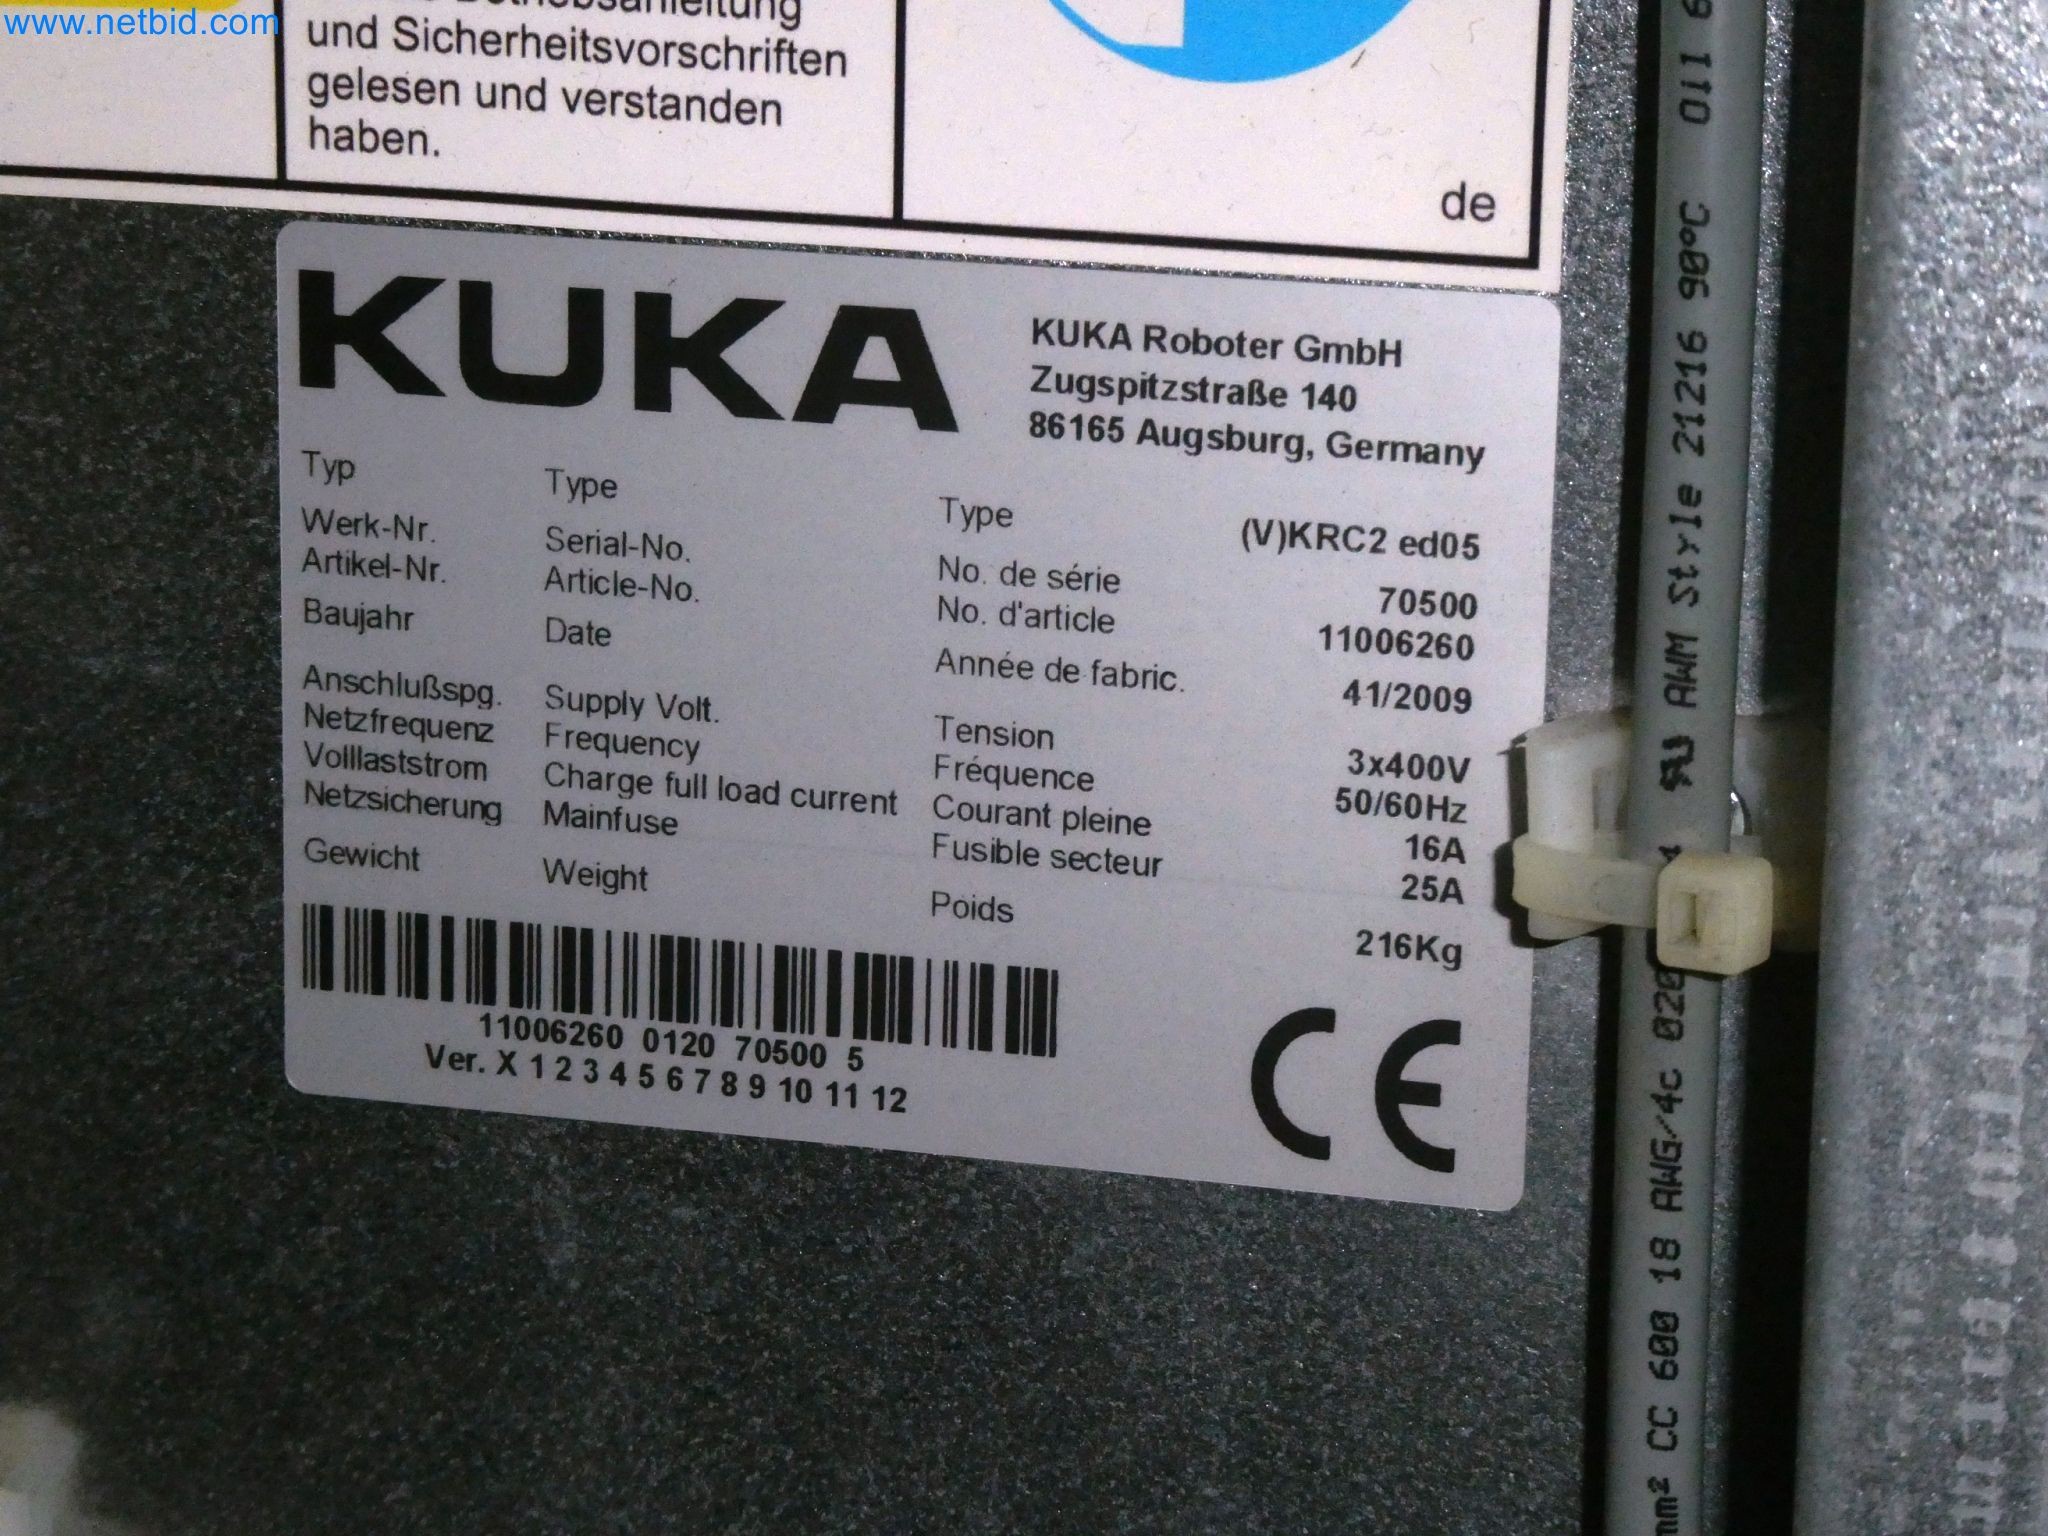 www.netbid.com
Betriebsanleitung
und Sicherheitsvorschriften
gelesen und verstanden
haben.
de
KUKA
KUKA Roboter GmbH
Zugspitzstraße 140
86165 Augsburg, Germany
Typ Type Type (V)KRC2 ed05
Werk-Nr. Serial-No. No. de série 70500
Artikel-Nr. Article-No. No. d'article 11006260
Baujahr Date Année de fabric. 41/2009
Anschlußspg. Supply Volt. Tension 3x400V
Netzfrequenz Frequency Fréquence 50/60Hz
Volllaststrom Charge full load current Courant pleine 16A
Netzsicherung Mainfuse Fusible secteur 25A
Gewicht Weight Poids 216Kg
11006260 0120 70500 5
Ver. X 1 2 3 4 5 6 7 8 9 10 11 12
CE
mm² CC 600 18 AWG/4c AWM Style 21216 90°C 011